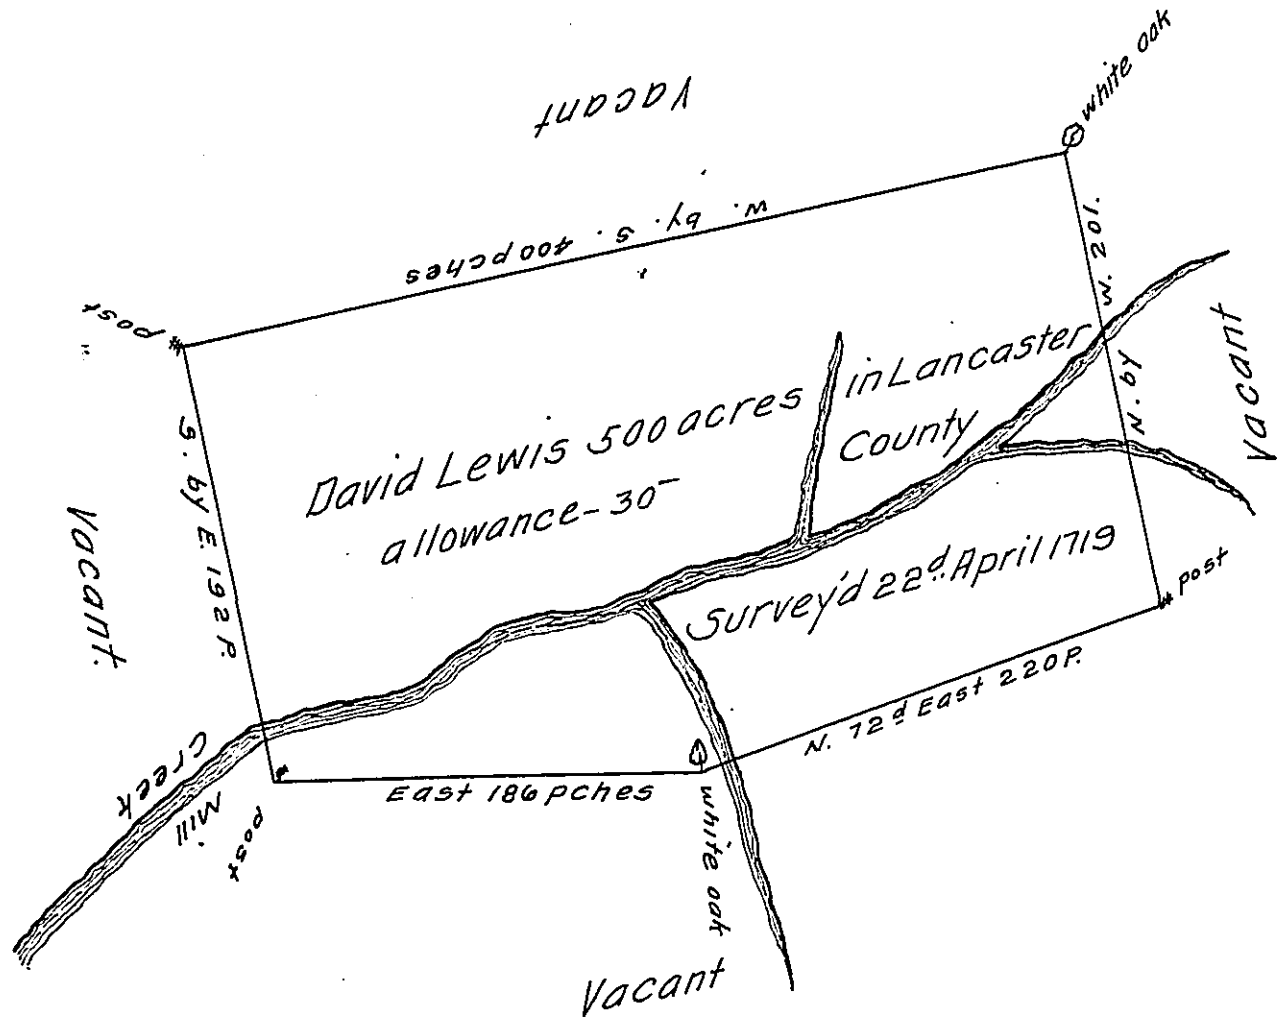 Vacant
white oak
W. by. S. 400 pches
post
N. by W. 201.
Vacant
David Lewis 500 acres in Lancaster
County
allowance - 30
S. by E. 192 P.
Vacant.
Survey'd 22d April 1719
post
N. 72d East 220 P.
East 186 pches
white oak
Mill Creek
post
Vacant